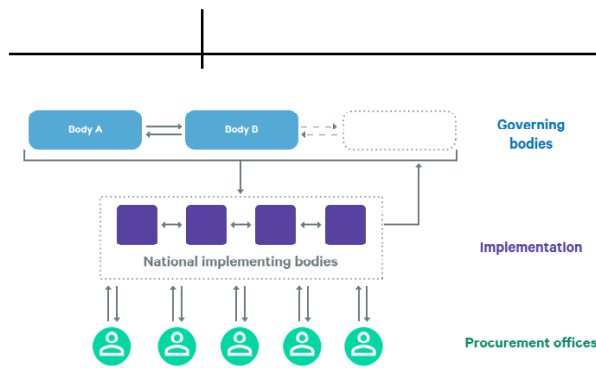 Body A
Body B
Governing
bodies
Implementation
National implementing bodies
Procurement offices